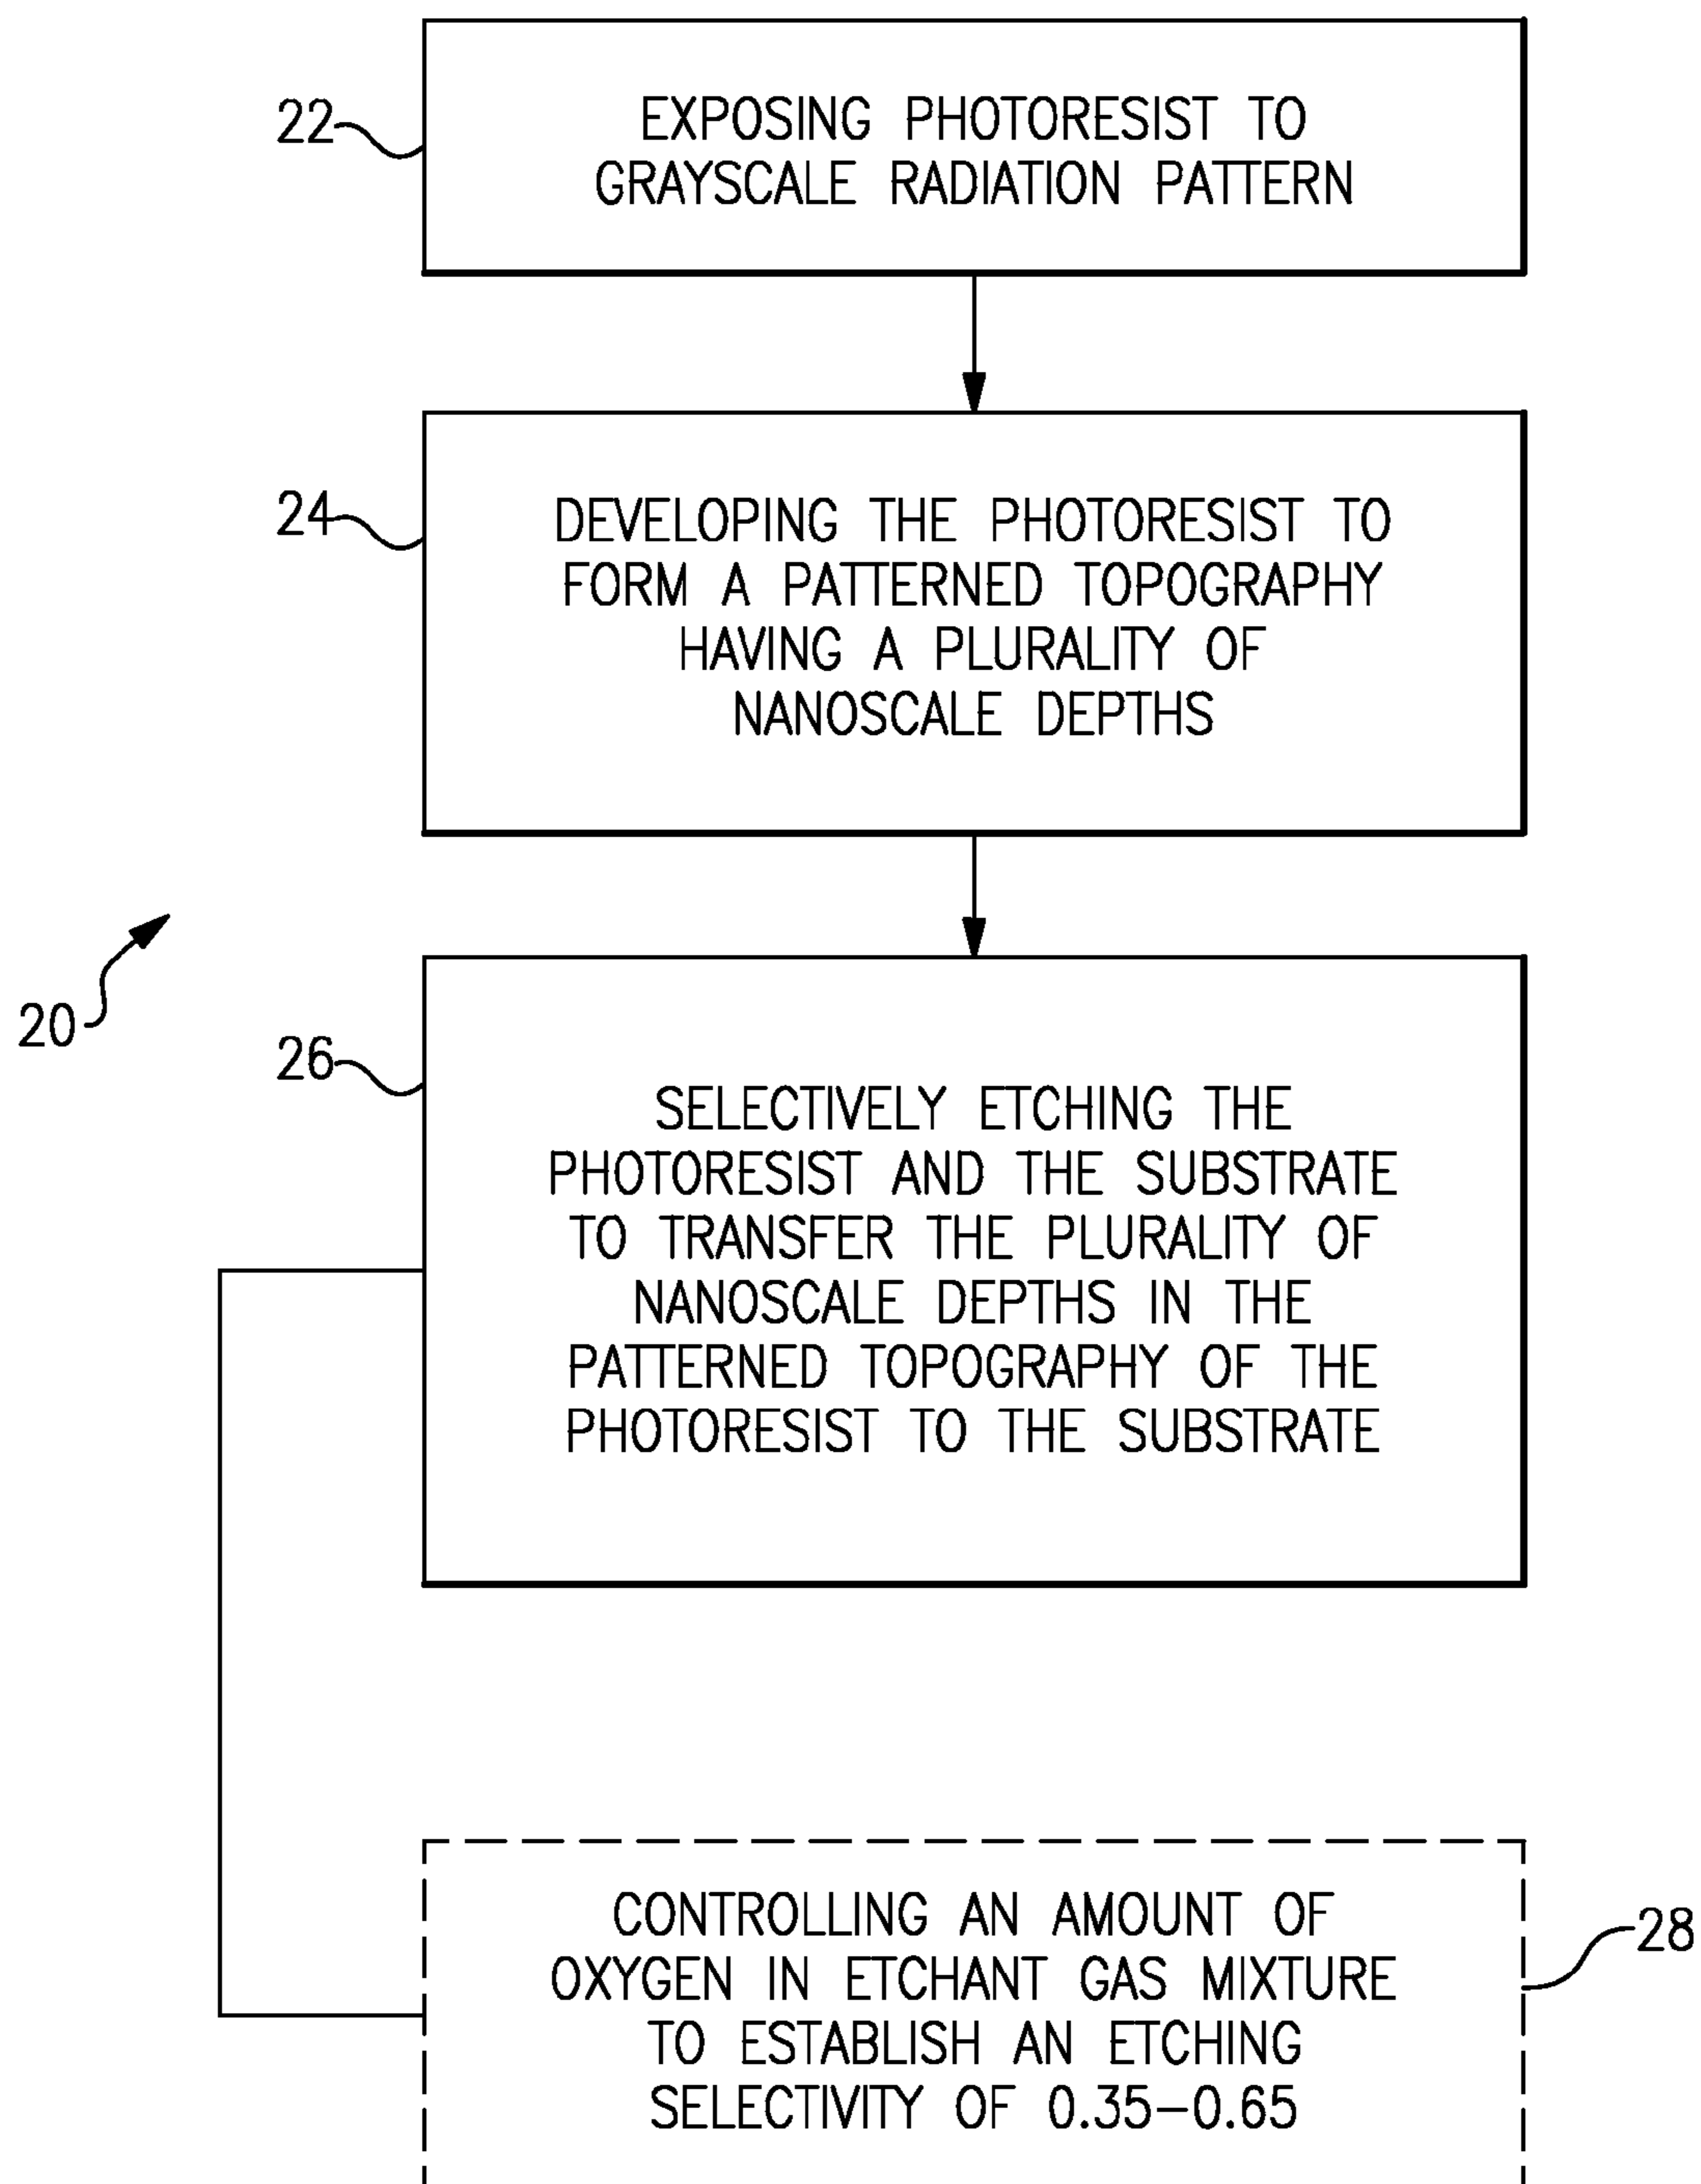 22
EXPOSING PHOTORESIST TO
GRAYSCALE RADIATION PATTERN
24
DEVELOPING THE PHOTORESIST TO
FORM A PATTERNED TOPOGRAPHY
HAVING A PLURALITY OF
NANOSCALE DEPTHS
20
26
SELECTIVELY ETCHING THE
PHOTORESIST AND THE SUBSTRATE
TO TRANSFER THE PLURALITY OF
NANOSCALE DEPTHS IN THE
PATTERNED TOPOGRAPHY OF THE
PHOTORESIST TO THE SUBSTRATE
CONTROLLING AN AMOUNT OF
OXYGEN IN ETCHANT GAS MIXTURE
TO ESTABLISH AN ETCHING
SELECTIVITY OF 0.35–0.65
28